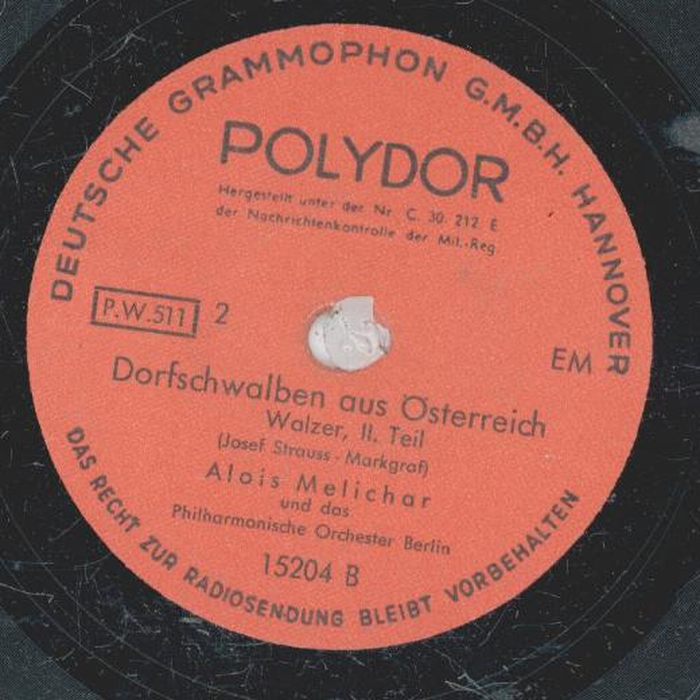 DEUTSCHE GRAMMOPHON G.M.B.H. HANNOVER
POLYDOR
Hergestellt unter der Nr. C. 30. 212 E
der Nachrichtenkontrolle der Mil.-Reg.
P.W.511 2
EM
Dorfschwalben aus Österreich
Walzer, II. Teil
(Josef Strauss - Markgraf)
Alois Melichar
und das
Philharmonische Orchester Berlin
15204 B
DAS RECHT ZUR RADIOSENDUNG BLEIBT VORBEHALTEN